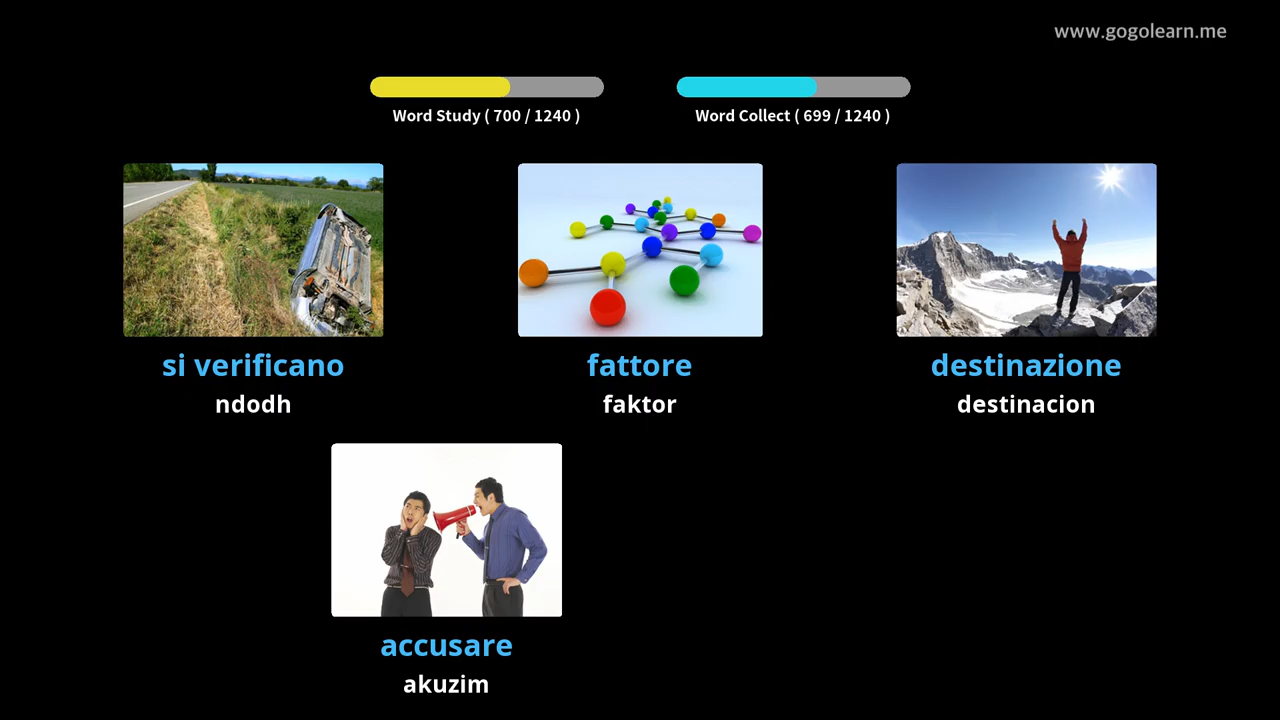 www.gogolearn.me
Word Study ( 700 / 1240 )
Word Collect ( 699 / 1240 )
si verificano
ndodh
fattore
faktor
destinazione
destinacion
accusare
akuzim